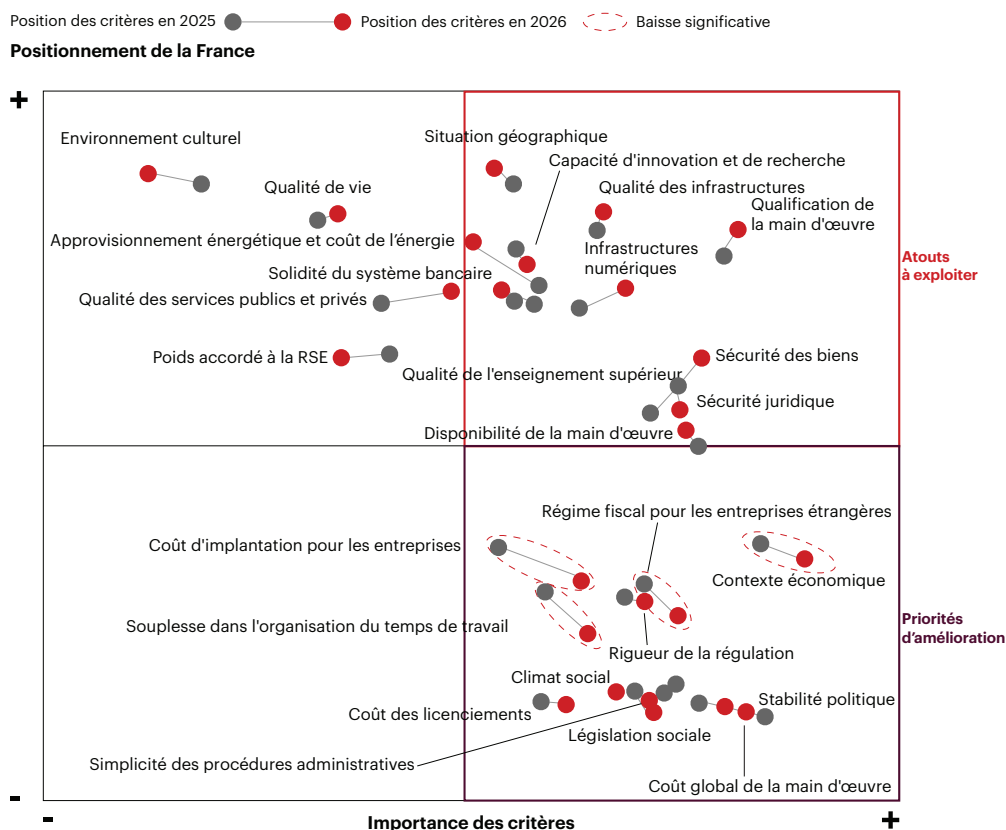 Position des critères en 2025
Position des critères en 2026
Baisse significative
Positionnement de la France
+
Environnement culturel
Situation géographique
Capacité d'innovation et de recherche
Qualité de vie
Qualité des infrastructures
Qualification de
la main d'œuvre
Approvisionnement énergétique et coût de l'énergie
Infrastructures
numériques
Atouts
à exploiter
Solidité du système bancaire
Qualité des services publics et privés
Poids accordé à la RSE
Sécurité des biens
Qualité de l'enseignement supérieur
Sécurité juridique
Disponibilité de la main d'œuvre
Régime fiscal pour les entreprises étrangères
Coût d'implantation pour les entreprises
Contexte économique
Souplesse dans l'organisation du temps de travail
Priorités
d'amélioration
Rigueur de la régulation
Climat social
Stabilité politique
Coût des licenciements
Législation sociale
Simplicité des procédures administratives
Coût global de la main d'œuvre
-
-
Importance des critères
+